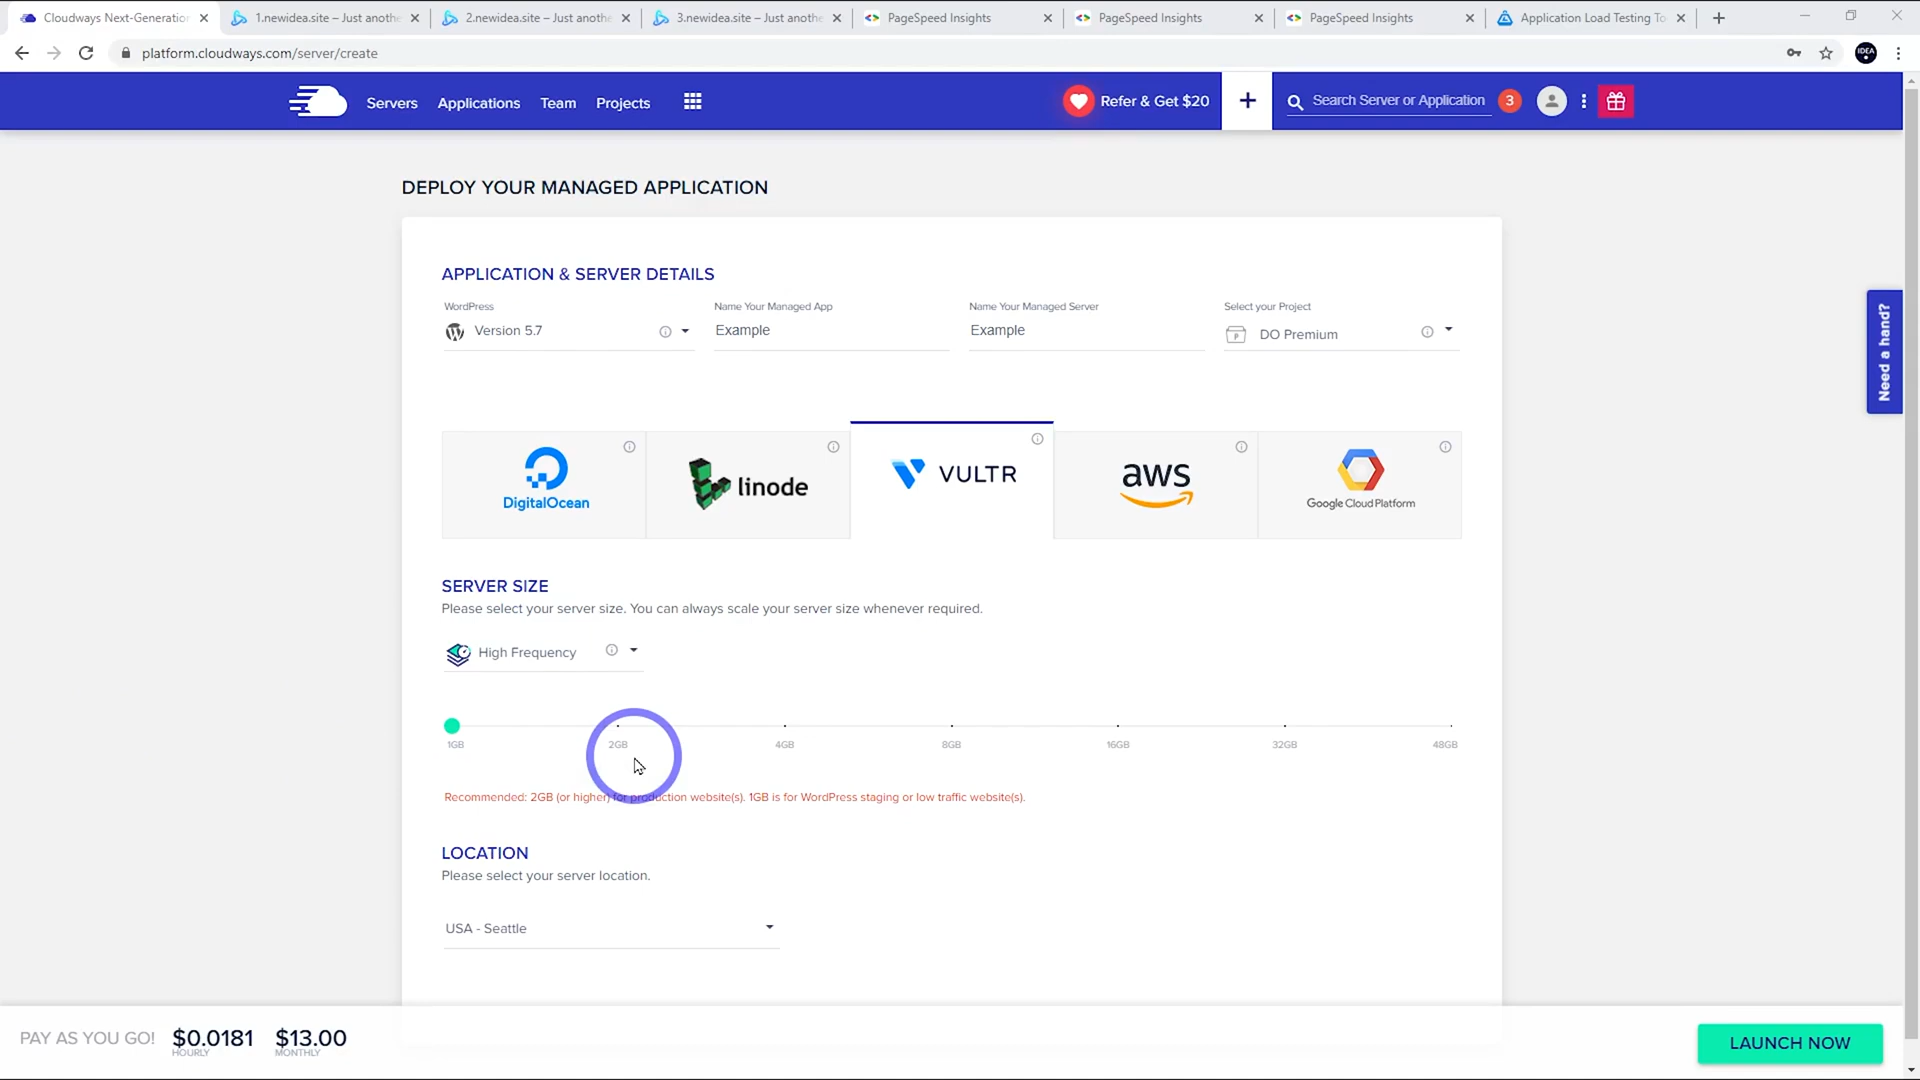 Cloudways Next-Generation
1.newidea.site – Just anothe
2.newidea.site – Just anothe
3.newidea.site – Just anothe
PageSpeed Insights
PageSpeed Insights
PageSpeed Insights
Application Load Testing To
platform.cloudways.com/server/create
IDEA
Servers
Applications
Team
Projects
Refer & Get $20
+
Search Server or Application
3
DEPLOY YOUR MANAGED APPLICATION
APPLICATION & SERVER DETAILS
WordPress
Name Your Managed App
Name Your Managed Server
Select your Project
Version 5.7
Example
Example
DO Premium
Need a hand?
DigitalOcean
linode
VULTR
aws
Google Cloud Platform
SERVER SIZE
Please select your server size. You can always scale your server size whenever required.
High Frequency
1GB
2GB
4GB
8GB
16GB
32GB
48GB
Recommended: 2GB (or higher) for production website(s). 1GB is for WordPress staging or low traffic website(s).
LOCATION
Please select your server location.
USA - Seattle
PAY AS YOU GO!
$0.0181
HOURLY
$13.00
MONTHLY
LAUNCH NOW